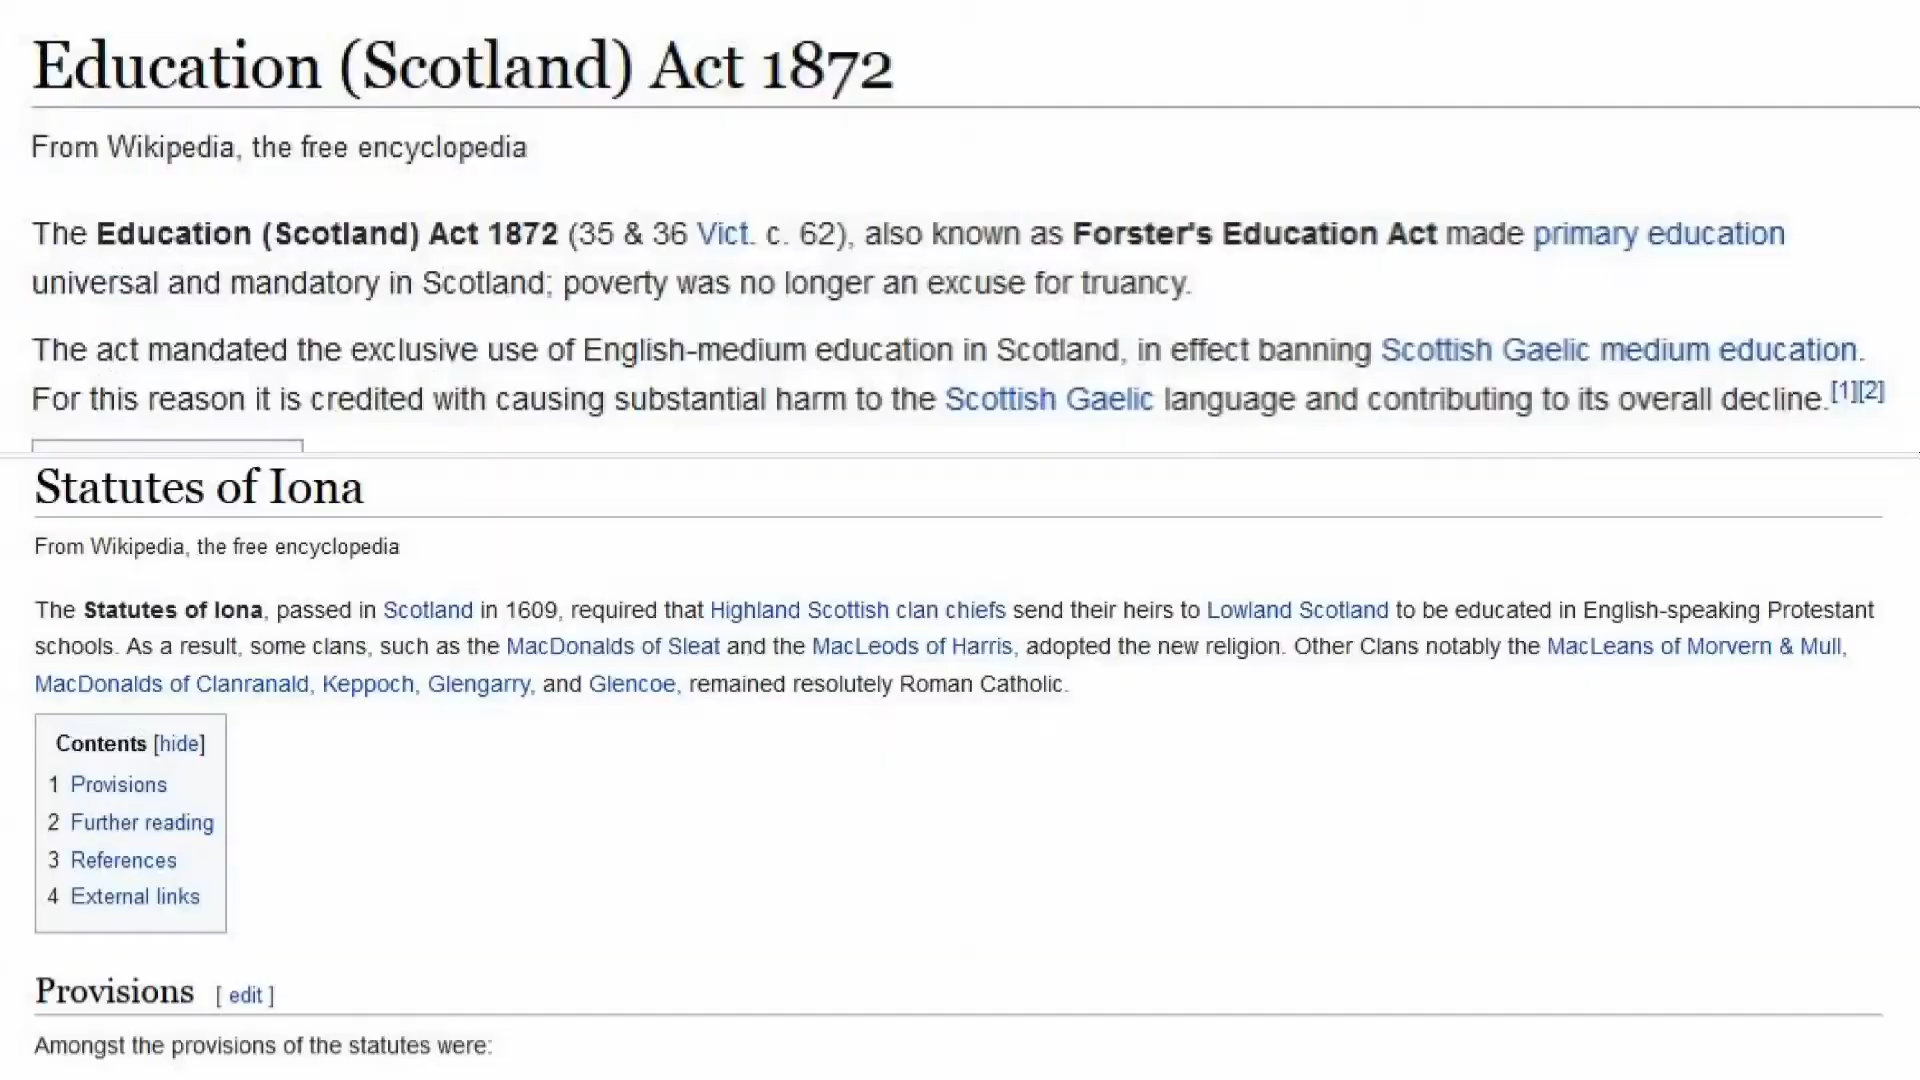 Education (Scotland) Act 1872
From Wikipedia, the free encyclopedia
The Education (Scotland) Act 1872 (35 & 36 Vict. c. 62), also known as Forster's Education Act made primary education
universal and mandatory in Scotland; poverty was no longer an excuse for truancy.
The act mandated the exclusive use of English-medium education in Scotland, in effect banning Scottish Gaelic medium education.
For this reason it is credited with causing substantial harm to the Scottish Gaelic language and contributing to its overall decline.[1][2]
Statutes of Iona
From Wikipedia, the free encyclopedia
The Statutes of Iona, passed in Scotland in 1609, required that Highland Scottish clan chiefs send their heirs to Lowland Scotland to be educated in English-speaking Protestant
schools. As a result, some clans, such as the MacDonalds of Sleat and the MacLeods of Harris, adopted the new religion. Other Clans notably the MacLeans of Morvern & Mull,
MacDonalds of Clanranald, Keppoch, Glengarry, and Glencoe, remained resolutely Roman Catholic.
Contents [hide]
1 Provisions
2 Further reading
3 References
4 External links
Provisions [ edit ]
Amongst the provisions of the statutes were: